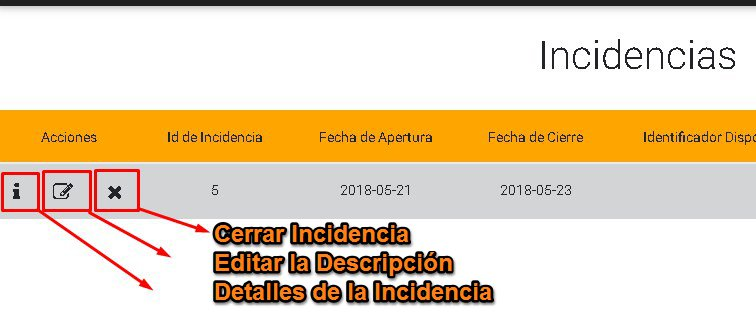 Incidencias
Acciones Id de Incidencia Fecha de Apertura Fecha de Cierre Identificador Dispo
5 2018-05-21 2018-05-23
Cerrar Incidencia
Editar la Descripción
Detalles de la Incidencia